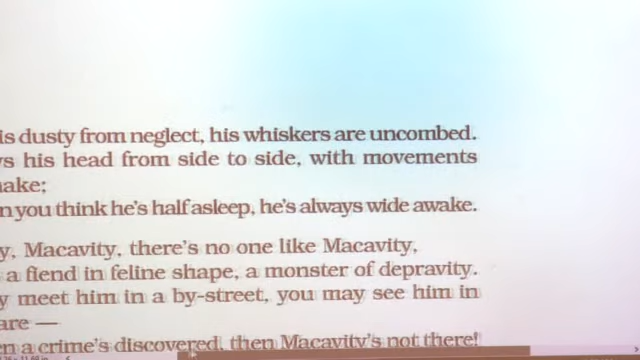 is dusty from neglect, his whiskers are uncombed.
s his head from side to side, with movements
ake;
n you think he's half asleep, he's always wide awake.
y, Macavity, there's no one like Macavity,
a fiend in feline shape, a monster of depravity.
y meet him in a by-street, you may see him in
are —
n a crime's discovered, then Macavity's not there!